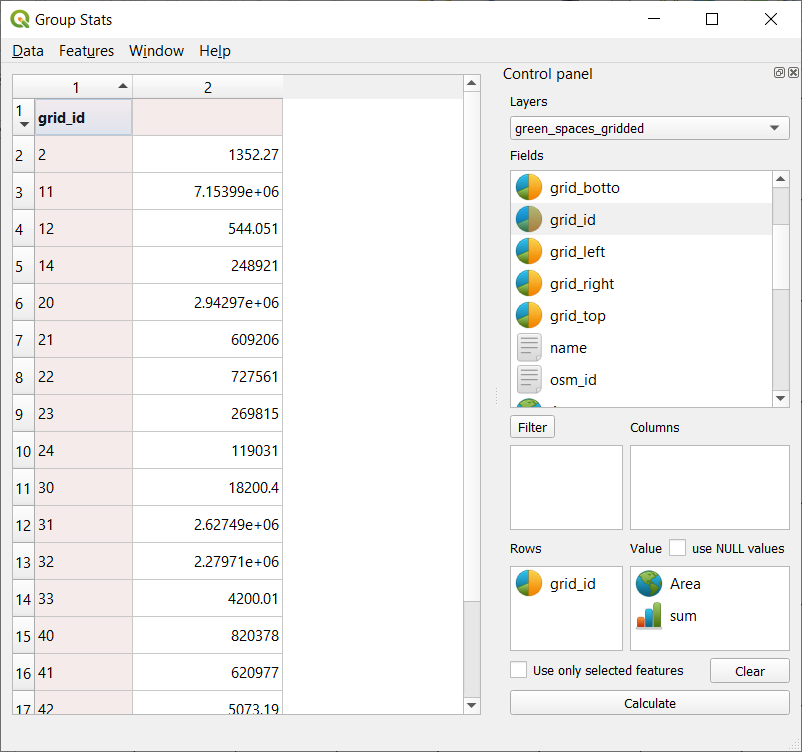 Group Stats
Data Features Window Help
1 2
1 grid_id
2 2 1352.27
3 11 7.15399e+06
4 12 544.051
5 14 248921
6 20 2.94297e+06
7 21 609206
8 22 727561
9 23 269815
10 24 119031
11 30 18200.4
12 31 2.62749e+06
13 32 2.27971e+06
14 33 4200.01
15 40 820378
16 41 620977
17 42 5073.19
Control panel
Layers
green_spaces_gridded
Fields
grid_botto
grid_id
grid_left
grid_right
grid_top
name
osm_id
Filter Columns
Rows Value use NULL values
grid_id Area
sum
Use only selected features Clear
Calculate